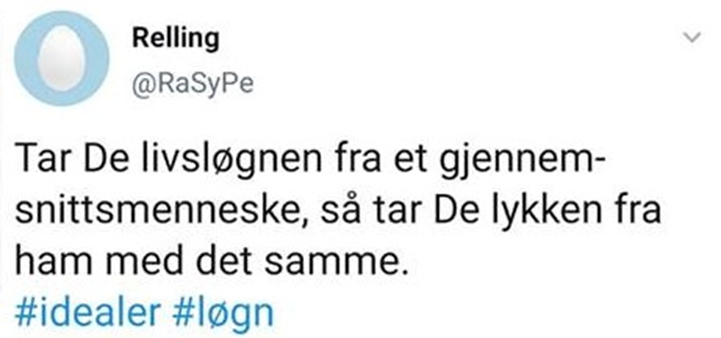 Relling
@RaSyPe
Tar De livsløgnen fra et gjennem-
snittsmenneske, så tar De lykken fra
ham med det samme.
#idealer #løgn